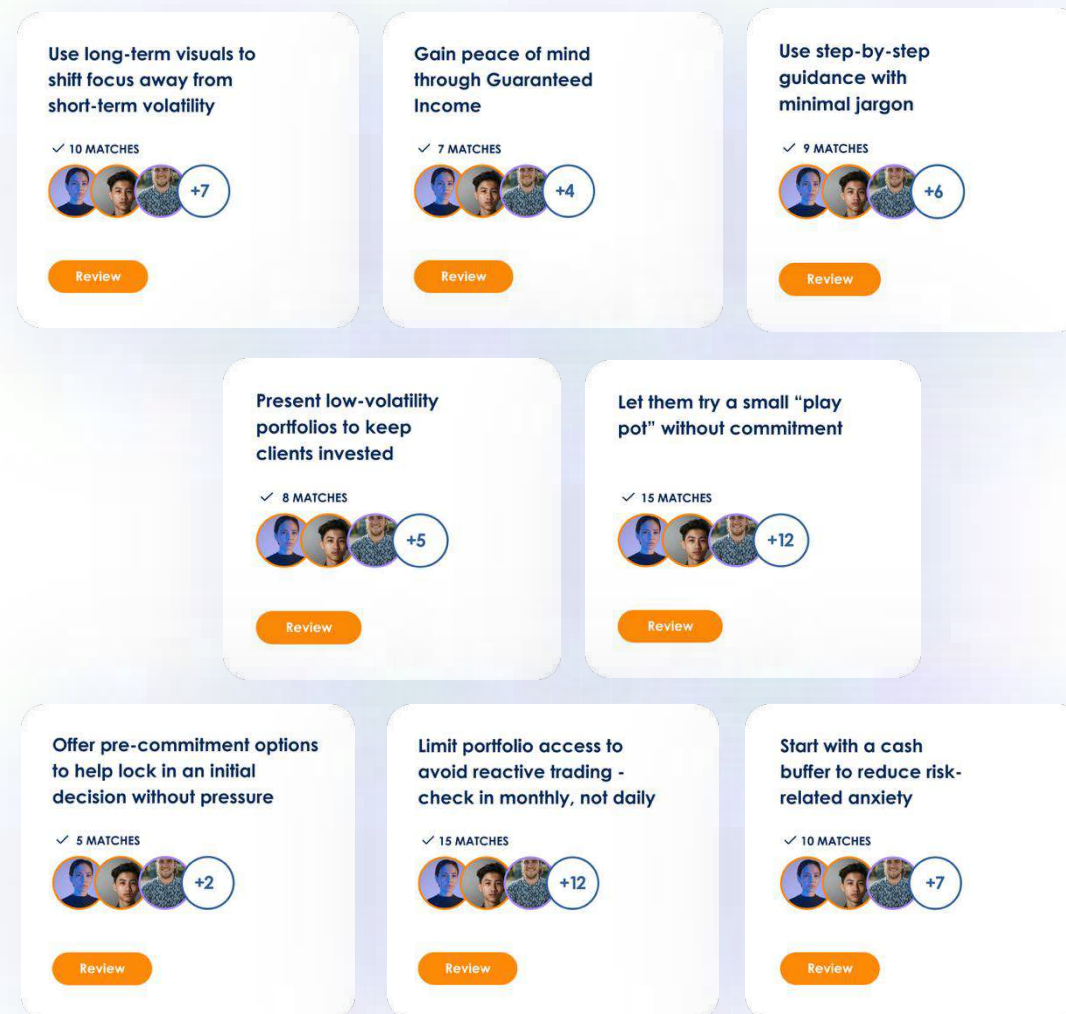 Use long-term visuals to
shift focus away from
short-term volatility
✓ 10 MATCHES
+7
Review
Gain peace of mind
through Guaranteed
Income
✓ 7 MATCHES
+4
Review
Use step-by-step
guidance with
minimal jargon
✓ 9 MATCHES
+6
Review
Present low-volatility
portfolios to keep
clients invested
✓ 8 MATCHES
+5
Review
Let them try a small “play
pot” without commitment
✓ 15 MATCHES
+12
Review
Offer pre-commitment options
to help lock in an initial
decision without pressure
✓ 5 MATCHES
+2
Review
Limit portfolio access to
avoid reactive trading -
check in monthly, not daily
✓ 15 MATCHES
+12
Review
Start with a cash
buffer to reduce risk-
related anxiety
✓ 10 MATCHES
+7
Review